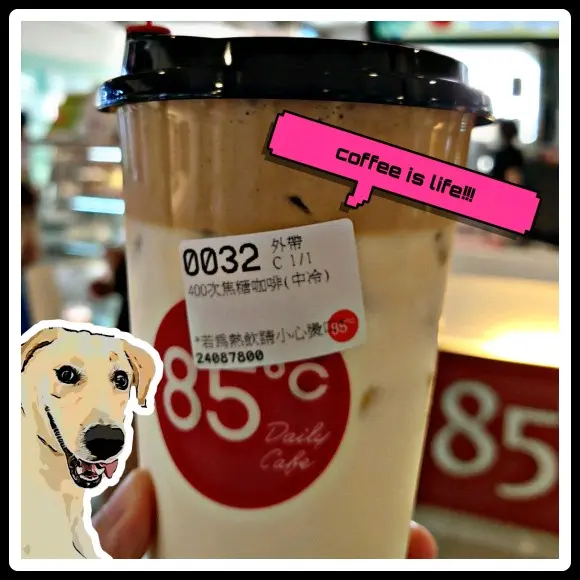 coffee is life!!!
0032 外帶
C 1/1
400次焦糖咖啡(中冷)
*若為熱飲請小心燙口
24087800
85°C
85°C
Daily
Cafe
85